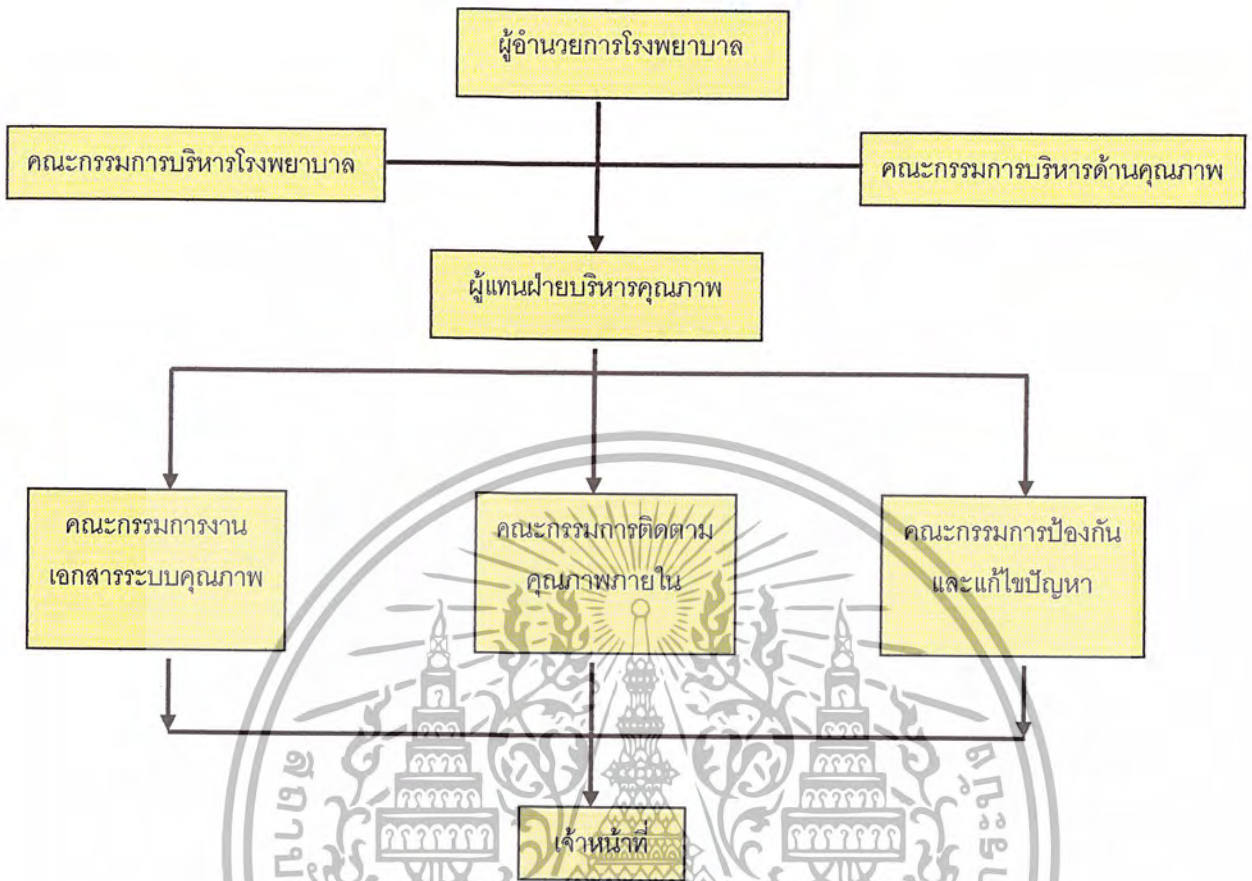 ผู้อำนวยการโรงพยาบาล
คณะกรรมการบริหารโรงพยาบาล
คณะกรรมการบริหารด้านคุณภาพ
ผู้แทนฝ่ายบริหารคุณภาพ
คณะกรรมการงาน
เอกสารระบบคุณภาพ
คณะกรรมการติดตาม
คุณภาพภายใน
คณะกรรมการป้องกัน
และแก้ไขปัญหา
เจ้าหน้าที่